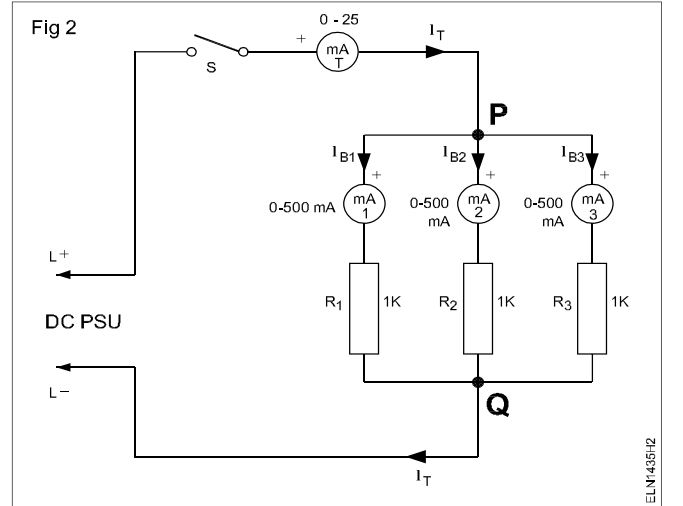 Fig 2
0 - 25
+
mA
T
I_T
S
P
I_B1
I_B2
I_B3
+
+
+
0-500 mA
mA
1
0-500
mA
mA
2
0-500
mA
mA
3
L+
R1
1K
R2
1K
R3
1K
DC PSU
L−
Q
I_T
ELN1435H2